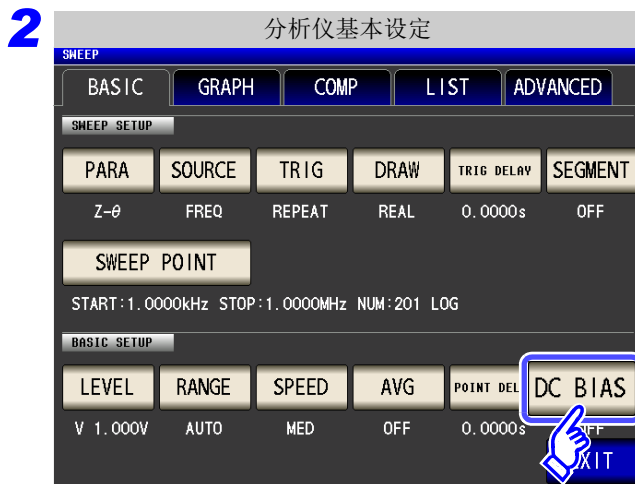 2
分析仪基本设定
SWEEP
BASIC GRAPH COMP LIST ADVANCED
SWEEP SETUP
PARA SOURCE TRIG DRAW TRIG DELAY SEGMENT
Z-θ FREQ REPEAT REAL 0.0000s OFF
SWEEP POINT
START:1.0000kHz STOP:1.0000MHz NUM:201 LOG
BASIC SETUP
LEVEL RANGE SPEED AVG POINT DEL DC BIAS
V 1.000V AUTO MED OFF 0.0000s